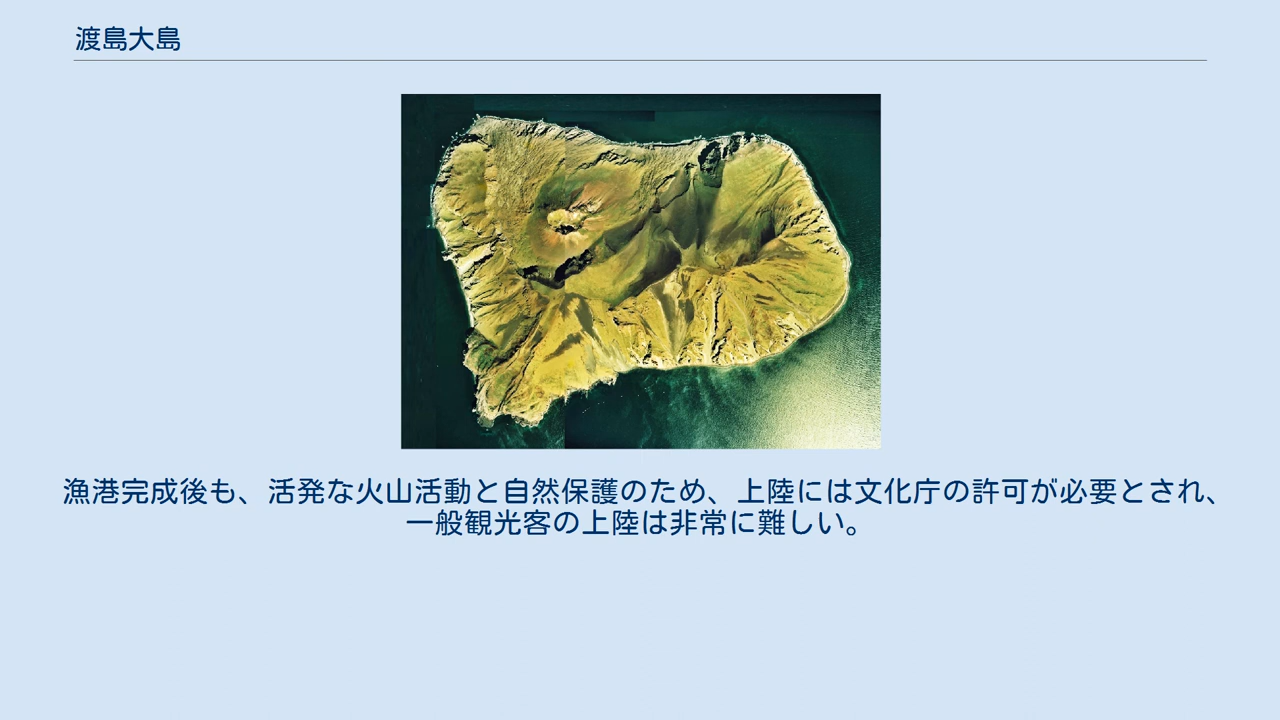 渡島大島
漁港完成後も、活発な火山活動と自然保護のため、上陸には文化庁の許可が必要とされ、
一般観光客の上陸は非常に難しい。